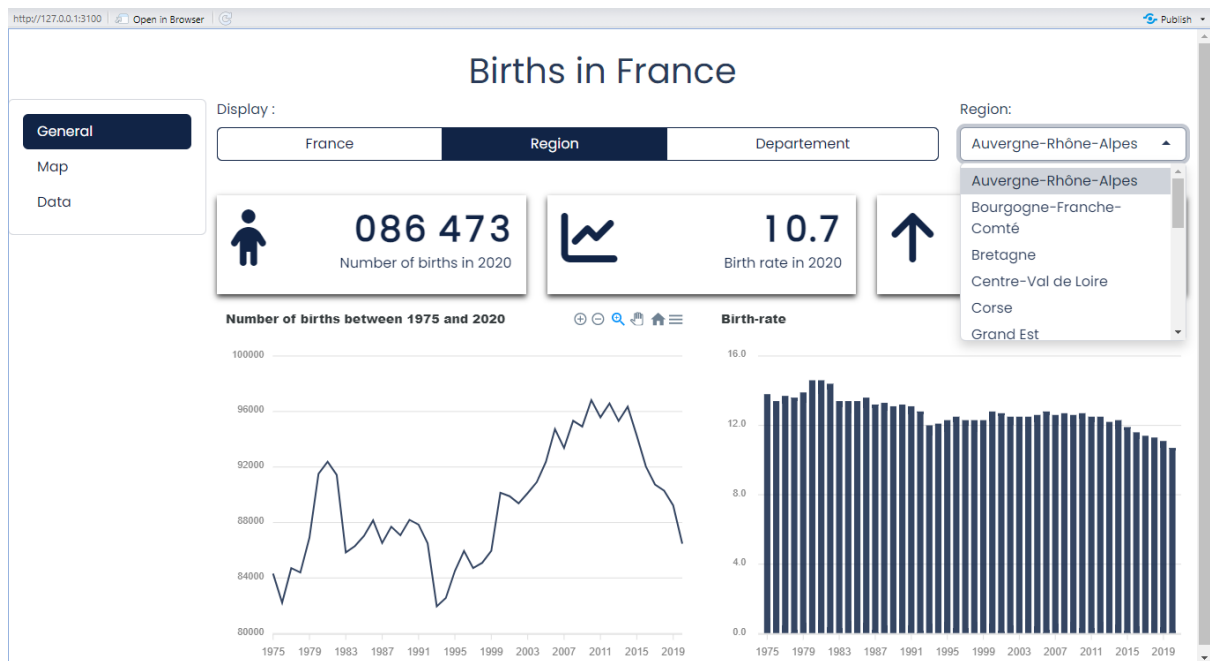 http://127.0.0.1:3100 Open in Browser Publish
Births in France
Display :
Region:
General
Map
Data
France Region Departement
Auvergne-Rhône-Alpes
Auvergne-Rhône-Alpes
Bourgogne-Franche-
Comté
Bretagne
Centre-Val de Loire
Corse
Grand Est
086 473
Number of births in 2020
10.7
Birth rate in 2020
Number of births between 1975 and 2020
100000
96000
92000
88000
84000
80000
1975 1979 1983 1987 1991 1995 1999 2003 2007 2011 2015 2019
Birth-rate
16.0
12.0
8.0
4.0
0.0
1975 1979 1983 1987 1991 1995 1999 2003 2007 2011 2015 2019